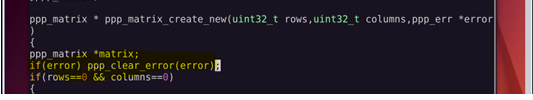 ppp_matrix * ppp_matrix_create_new(uint32_t rows,uint32_t columns,ppp_err *error
)
{
ppp_matrix *matrix;
if(error) ppp_clear_error(error);
if(rows==0 && columns==0)
{